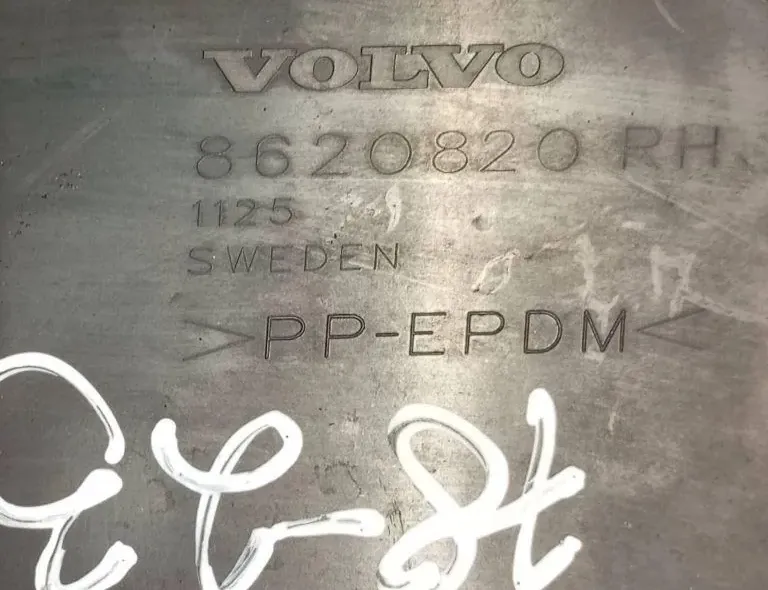 VOLVO
8620820 RH.
1125
SWEDEN
>PP-EPDM<